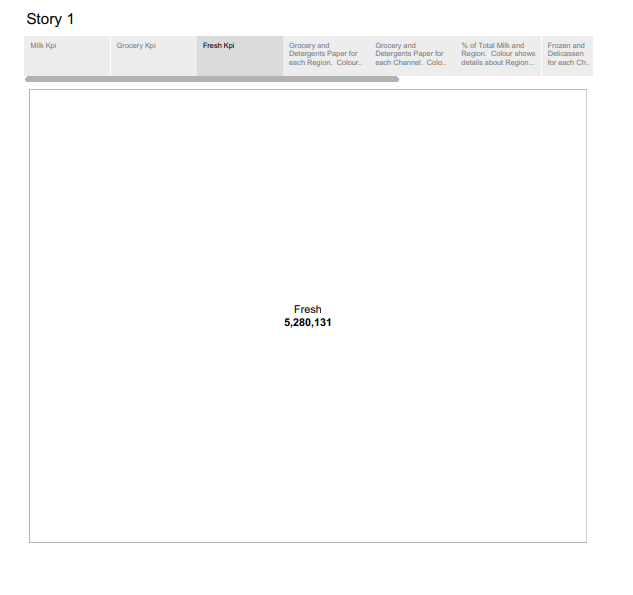 Story 1
Milk Kpi
Grocery Kpi
Fresh Kpi
Grocery and
Detergents Paper for
each Region.  Colour..
Grocery and
Detergents Paper for
each Channel.  Colo..
% of Total Milk and
Region.  Colour shows
details about Region...
Frozen and
Delicassen
for each Ch..
Fresh
5,280,131